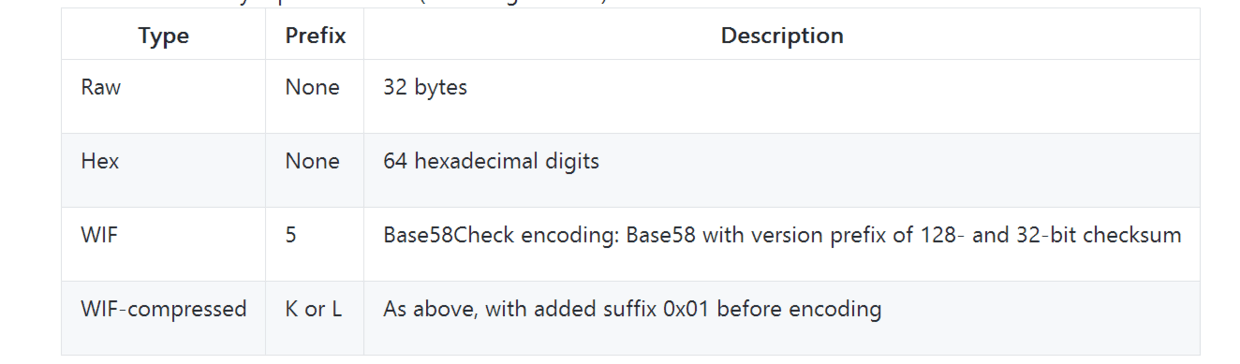 Type Prefix Description
Raw None 32 bytes
Hex None 64 hexadecimal digits
WIF 5 Base58Check encoding: Base58 with version prefix of 128- and 32-bit checksum
WIF-compressed K or L As above, with added suffix 0x01 before encoding